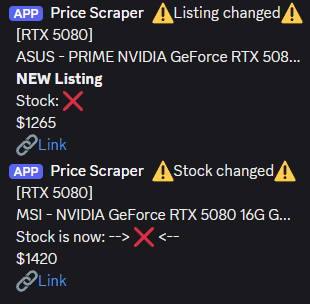 APP Price Scraper ⚠️Listing changed⚠️
[RTX 5080]
ASUS - PRIME NVIDIA GeForce RTX 508...
NEW Listing
Stock: ❌
$1265
🔗Link
APP Price Scraper ⚠️Stock changed⚠️
[RTX 5080]
MSI - NVIDIA GeForce RTX 5080 16G G...
Stock is now: --> ❌ <--
$1420
🔗Link